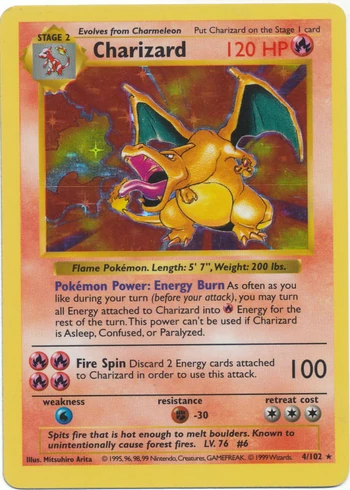 Evolves from Charmeleon Put Charizard on the Stage 1 card
STAGE 2
Charizard 120 HP
Flame Pokémon. Length: 5' 7", Weight: 200 lbs.
Pokémon Power: Energy Burn As often as you
like during your turn (before your attack), you may turn
all Energy attached to Charizard into Energy for the
rest of the turn. This power can't be used if Charizard
is Asleep, Confused, or Paralyzed.
Fire Spin Discard 2 Energy cards attached
to Charizard in order to use this attack.
100
weakness resistance retreat cost
-30
Spits fire that is hot enough to melt boulders. Known to
unintentionally cause forest fires. LV. 76 #6
Illus. Mitsuhiro Arita ©1995, 96, 98, 99 Nintendo, Creatures, GAMEFREAK. ©1999 Wizards. 4/102 ★